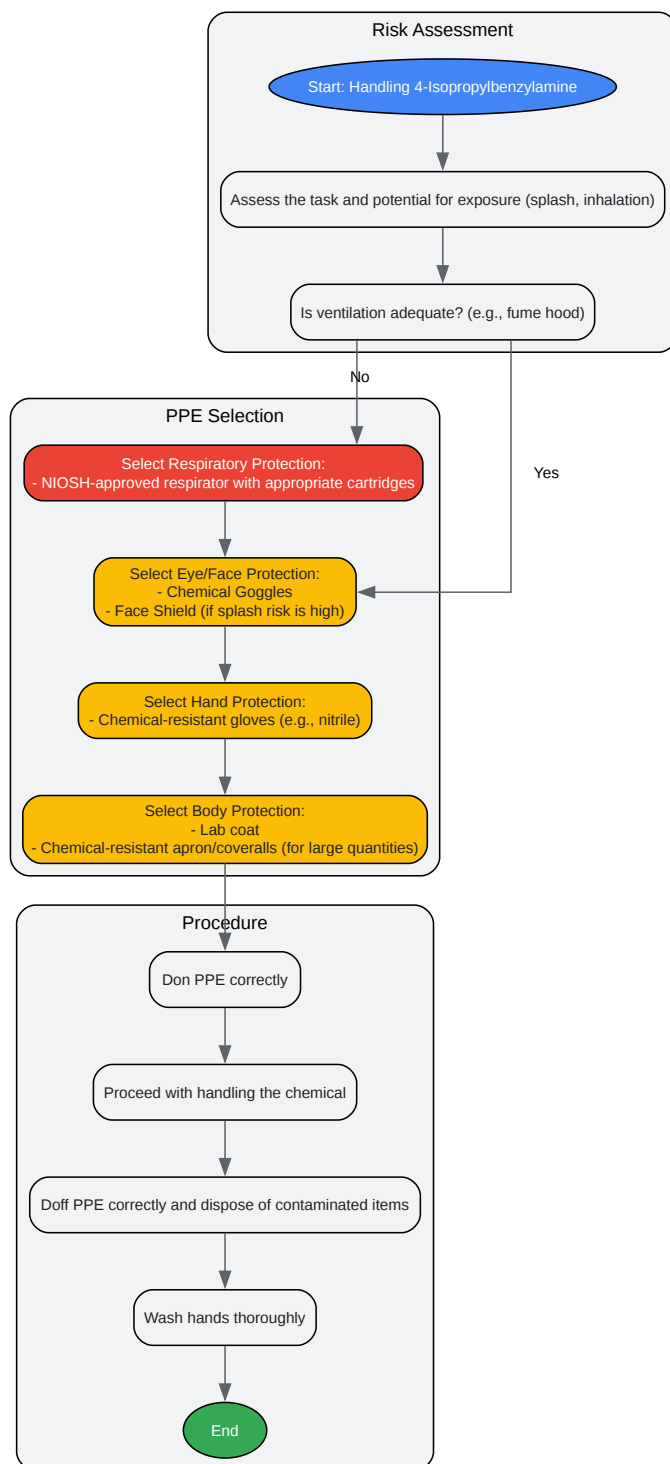 Risk Assessment
Start: Handling 4-Isopropylbenzylamine
Assess the task and potential for exposure (splash, inhalation)
Is ventilation adequate? (e.g., fume hood)
No
PPE Selection
Select Respiratory Protection:
- NIOSH-approved respirator with appropriate cartridges
Yes
Select Eye/Face Protection:
- Chemical Goggles
- Face Shield (if splash risk is high)
Select Hand Protection:
- Chemical-resistant gloves (e.g., nitrile)
Select Body Protection:
- Lab coat
- Chemical-resistant apron/coveralls (for large quantities)
Procedure
Don PPE correctly
Proceed with handling the chemical
Doff PPE correctly and dispose of contaminated items
Wash hands thoroughly
End